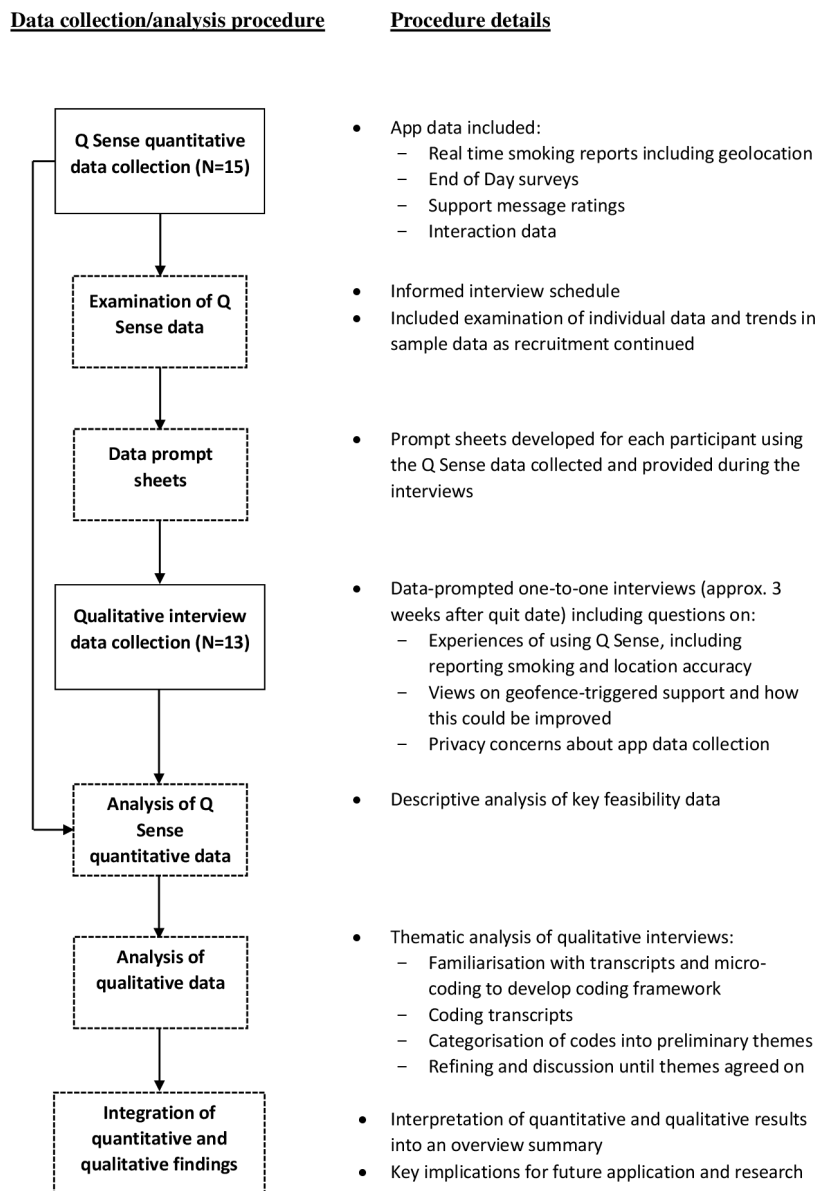 Data collection/analysis procedure
Procedure details
Q Sense quantitative
data collection (N=15)
• App data included:
– Real time smoking reports including geolocation
– End of Day surveys
– Support message ratings
– Interaction data
Examination of Q
Sense data
• Informed interview schedule
• Included examination of individual data and trends in
sample data as recruitment continued
Data prompt
sheets
• Prompt sheets developed for each participant using
the Q Sense data collected and provided during the
interviews
Qualitative interview
data collection (N=13)
• Data-prompted one-to-one interviews (approx. 3
weeks after quit date) including questions on:
– Experiences of using Q Sense, including
reporting smoking and location accuracy
– Views on geofence-triggered support and how
this could be improved
– Privacy concerns about app data collection
Analysis of Q
Sense
quantitative data
• Descriptive analysis of key feasibility data
Analysis of
qualitative data
• Thematic analysis of qualitative interviews:
– Familiarisation with transcripts and micro-
coding to develop coding framework
– Coding transcripts
– Categorisation of codes into preliminary themes
– Refining and discussion until themes agreed on
Integration of
quantitative and
qualitative findings
• Interpretation of quantitative and qualitative results
into an overview summary
• Key implications for future application and research